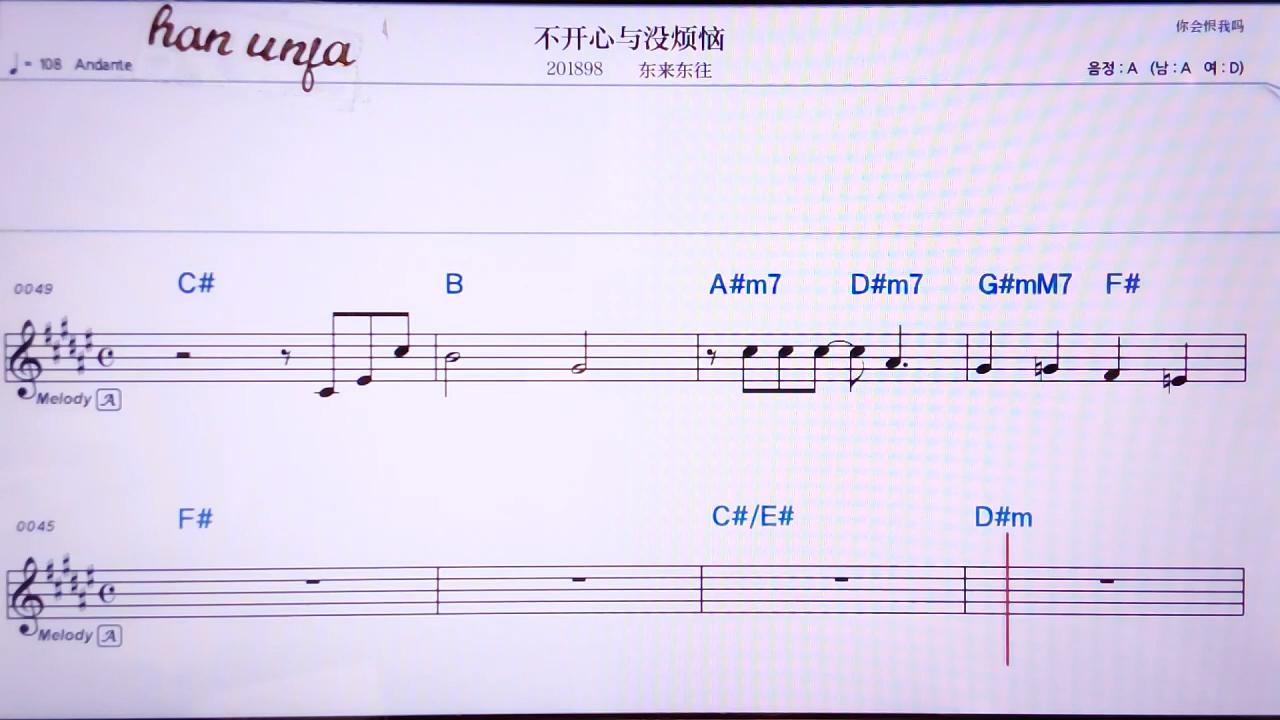 han unja
不开心与没烦恼
你会恨我吗
♩= 108 Andante
201898 东来东往
음정 : A (남 : A 여 : D)
0049 C# B A#m7 D#m7 G#mM7 F#
Melody A
0045 F# C#/E# D#m
Melody A